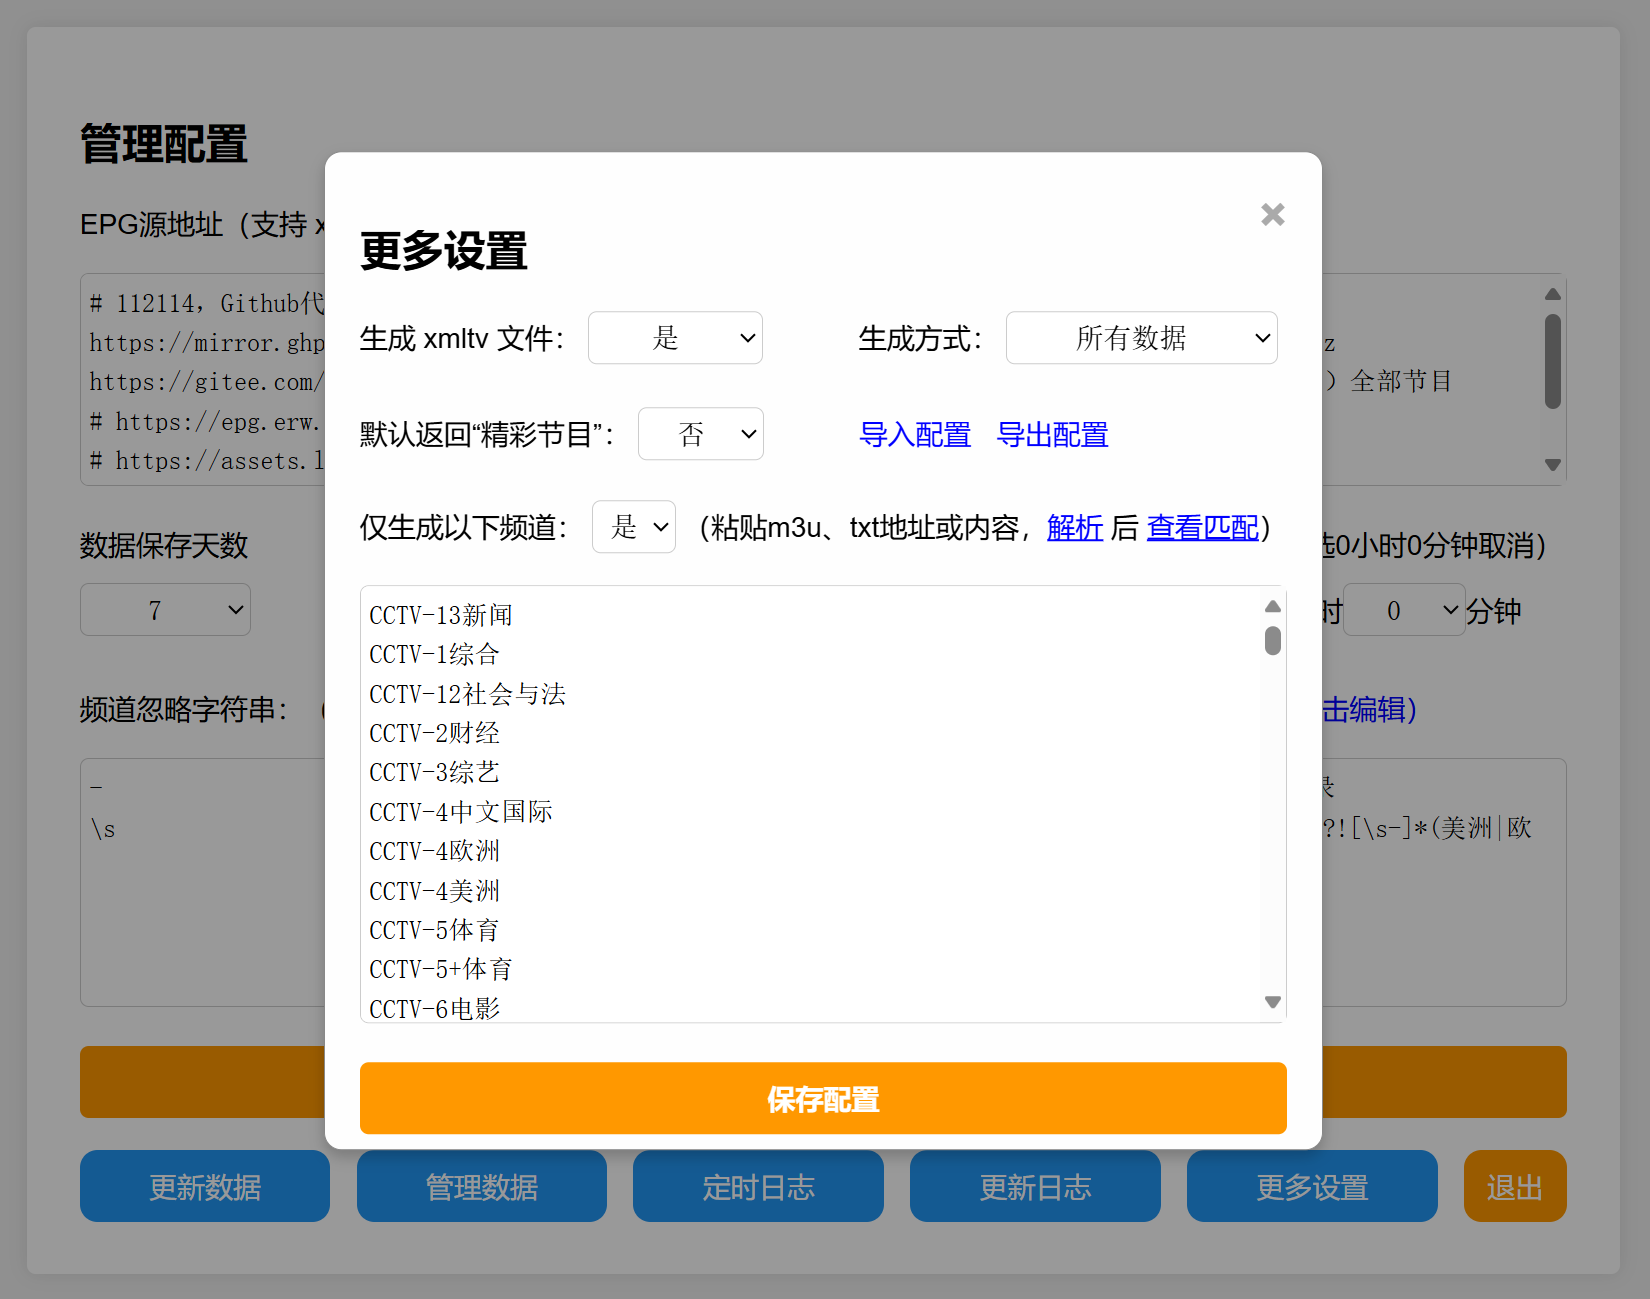 管理配置
EPG源地址（支持 x
# 112114，Github代
https://mirror.ghp
z
https://gitee.com/
）全部节目
# https://epg.erw.
# https://assets.l
数据保存天数
选0小时0分钟取消）
7
时 0 分钟
频道忽略字符串：（
击编辑）
-
录
\s
?![\s-]*(美洲|欧
更多设置
×
生成 xmltv 文件： 是
生成方式： 所有数据
默认返回“精彩节目”： 否
导入配置 导出配置
仅生成以下频道： 是 （粘贴m3u、txt地址或内容，解析 后 查看匹配）
CCTV-13新闻
CCTV-1综合
CCTV-12社会与法
CCTV-2财经
CCTV-3综艺
CCTV-4中文国际
CCTV-4欧洲
CCTV-4美洲
CCTV-5体育
CCTV-5+体育
CCTV-6电影
保存配置
更新数据 管理数据 定时日志 更新日志 更多设置 退出